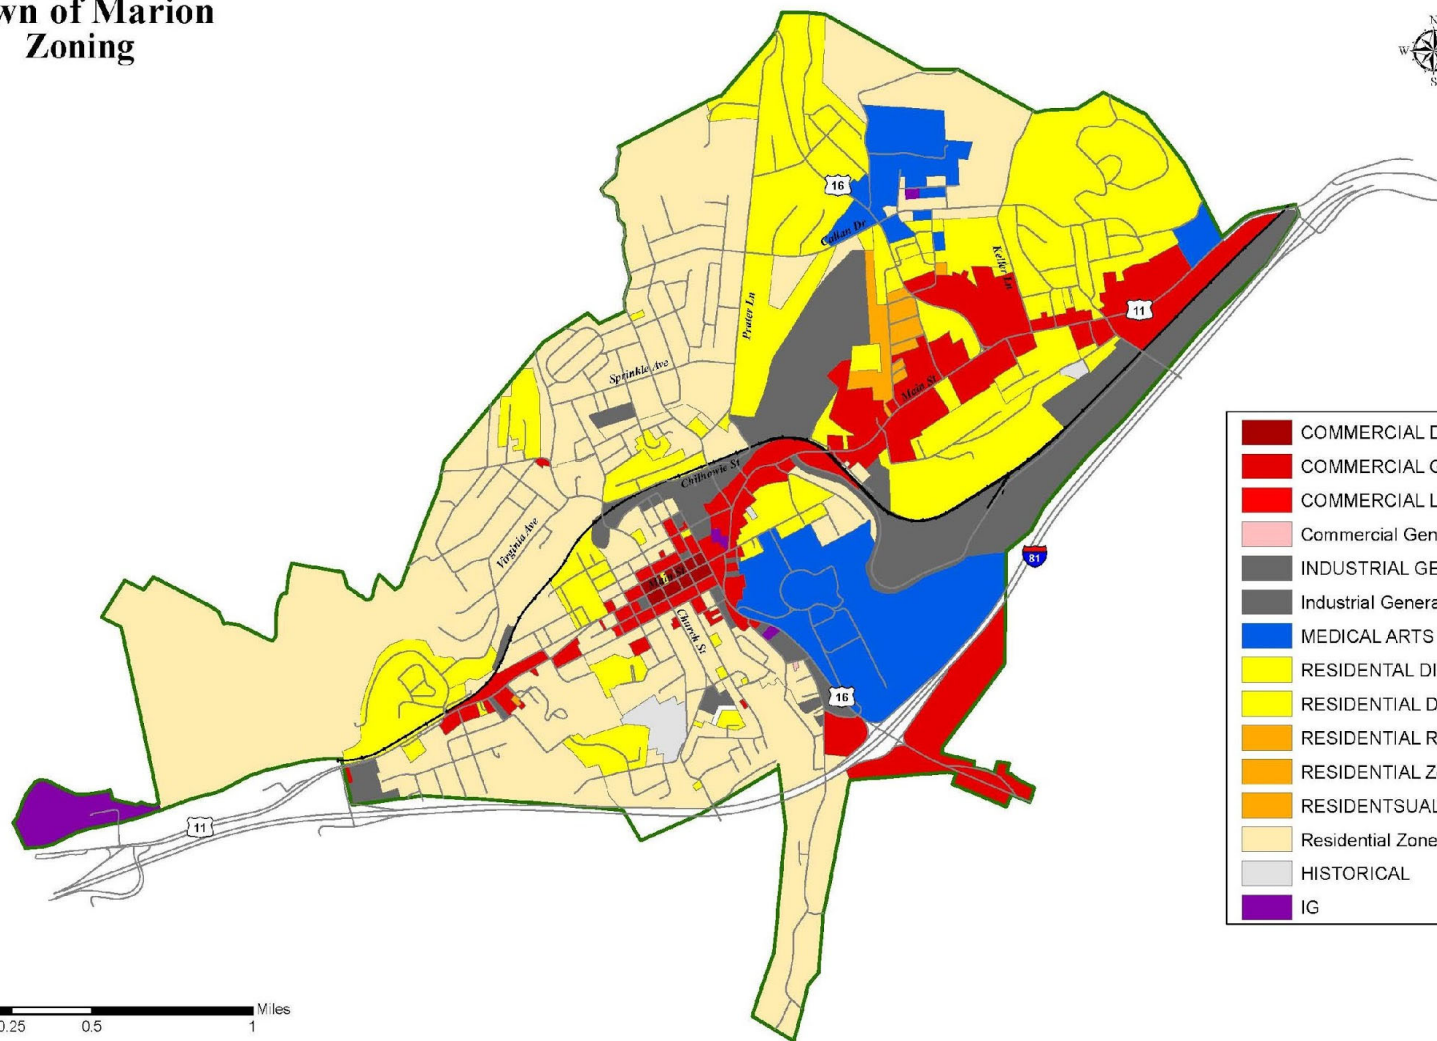 wn of Marion
Zoning
N
W
S
16
Callan Dr
Keller Ln
Prater Ln
11
Sprinkle Ave
Main St
Chilhowie St
Virginia Ave
81
Main St
Church St
16
11
COMMERCIAL D
COMMERCIAL G
COMMERCIAL L
Commercial Gen
INDUSTRIAL GE
Industrial Genera
MEDICAL ARTS
RESIDENTAL DI
RESIDENTIAL D
RESIDENTIAL R
RESIDENTIAL Z
RESIDENTSUAL
Residential Zone
HISTORICAL
IG
Miles
0.25 0.5 1